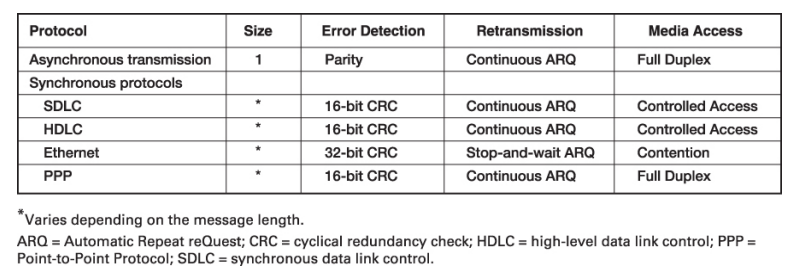 Protocol Size Error Detection Retransmission Media Access
Asynchronous transmission 1 Parity Continuous ARQ Full Duplex
Synchronous protocols
SDLC * 16-bit CRC Continuous ARQ Controlled Access
HDLC * 16-bit CRC Continuous ARQ Controlled Access
Ethernet * 32-bit CRC Stop-and-wait ARQ Contention
PPP * 16-bit CRC Continuous ARQ Full Duplex
*Varies depending on the message length.
ARQ = Automatic Repeat reQuest; CRC = cyclical redundancy check; HDLC = high-level data link control; PPP =
Point-to-Point Protocol; SDLC = synchronous data link control.